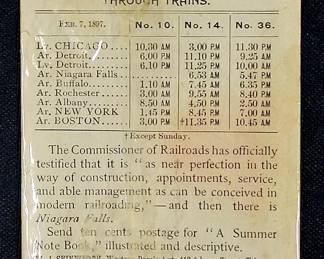 THROUGH TRAINS.
FEB. 7, 1897. No. 10. No. 14. No. 36.
Lv. CHICAGO.... 10.30 AM 3.00 PM 11.30 PM
Ar. Detroit...... 6.00 PM 11.10 PM 9.25 AM
Lv. Detroit...... 6.10 PM 11.25 PM 10.00 AM
Ar. Niagara Falls.... 6.53 AM 5.47 PM
Ar. Buffalo...... 1.10 AM 7.45 AM 6.35 PM
Ar. Rochester.... 3.00 AM 9.55 AM 8.40 PM
Ar. Albany...... 8.50 AM 4.50 PM 2.50 AM
Ar. NEW YORK 1.45 PM 8.45 PM 7.00 AM
Ar. BOSTON.... 3.00 PM †11.35 PM 10.45 AM
†Except Sunday.
The Commissioner of Railroads has officially
testified that it is "as near perfection in the
way of construction, appointments, service,
and able management as can be conceived in
modern railroading,"—and then there is
Niagara Falls.
Send ten cents postage for "A Summer
Note Book," illustrated and descriptive.